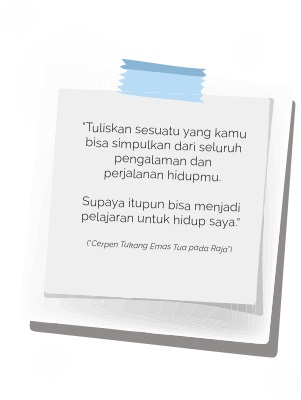 "Tuliskan sesuatu yang kamu
bisa simpulkan dari seluruh
pengalaman dan
perjalanan hidupmu.
Supaya itupun bisa menjadi
pelajaran untuk hidup saya."
("Cerpen Tukang Emas Tua pada Raja")